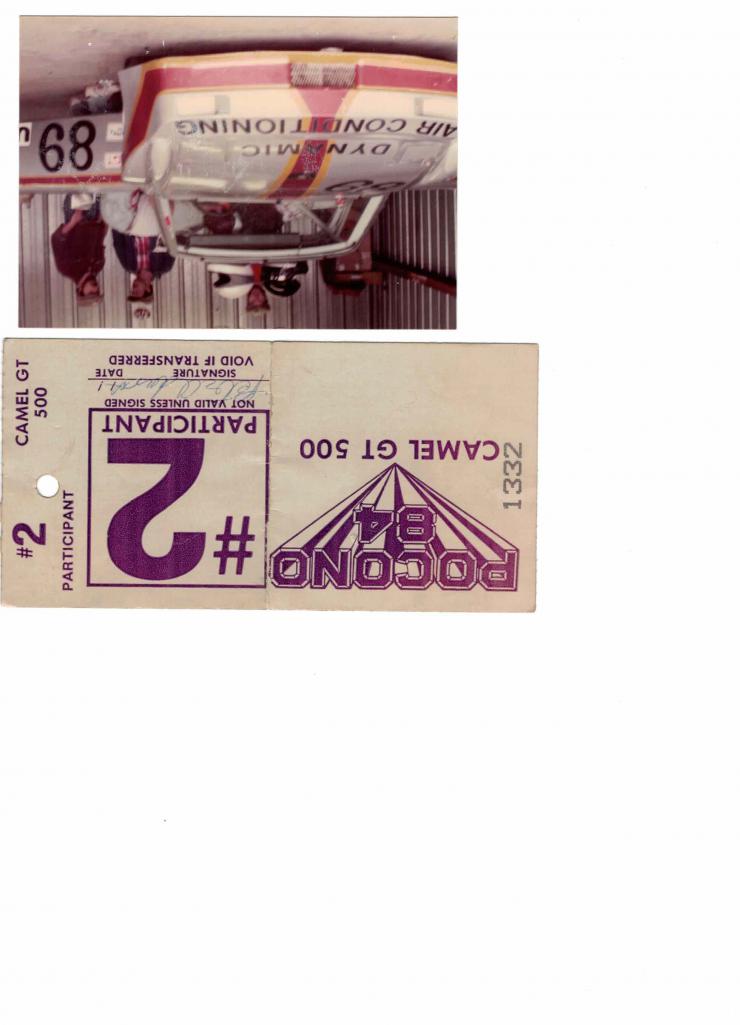 DYNAMIC
AIR CONDITIONING
89
POCONO
84
CAMEL GT 500
1332
#2
PARTICIPANT
NOT VALID UNLESS SIGNED
SIGNATURE DATE
VOID IF TRANSFERRED
CAMEL GT
500
#2
PARTICIPANT